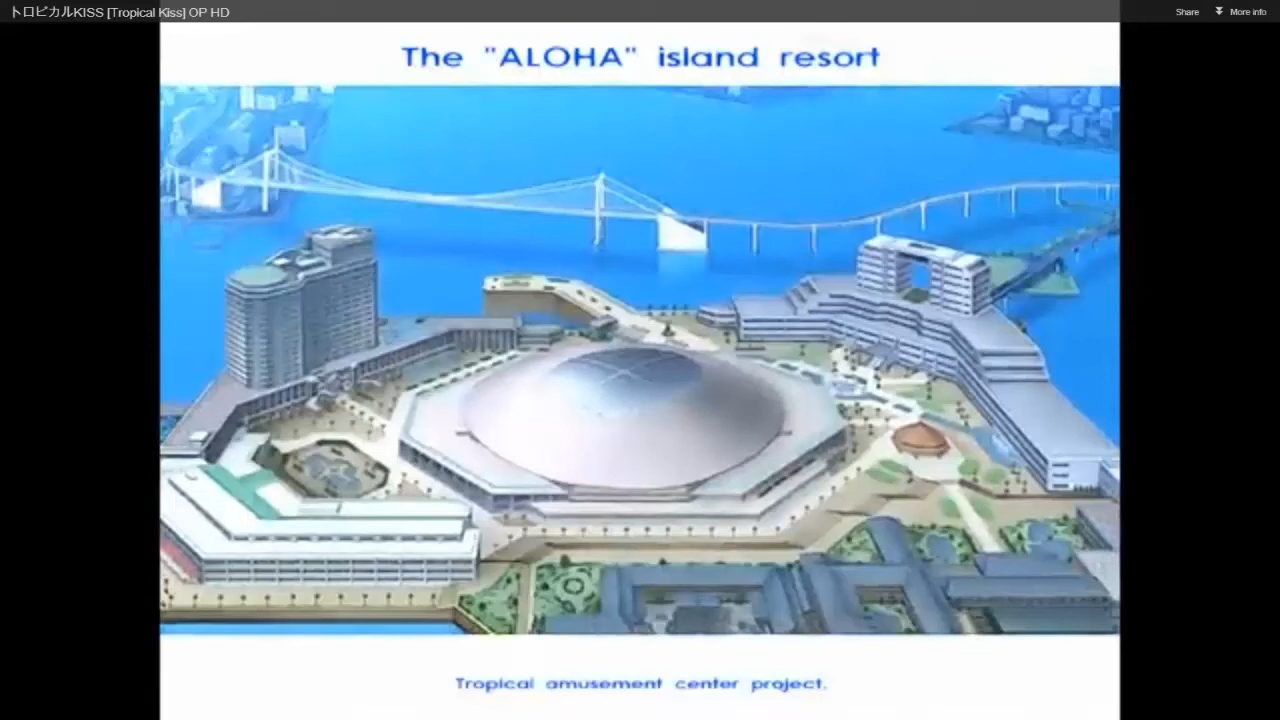 トロピカルKISS [Tropical Kiss] OP HD
Share
More info
The "ALOHA" island resort
Tropical amusement center project.